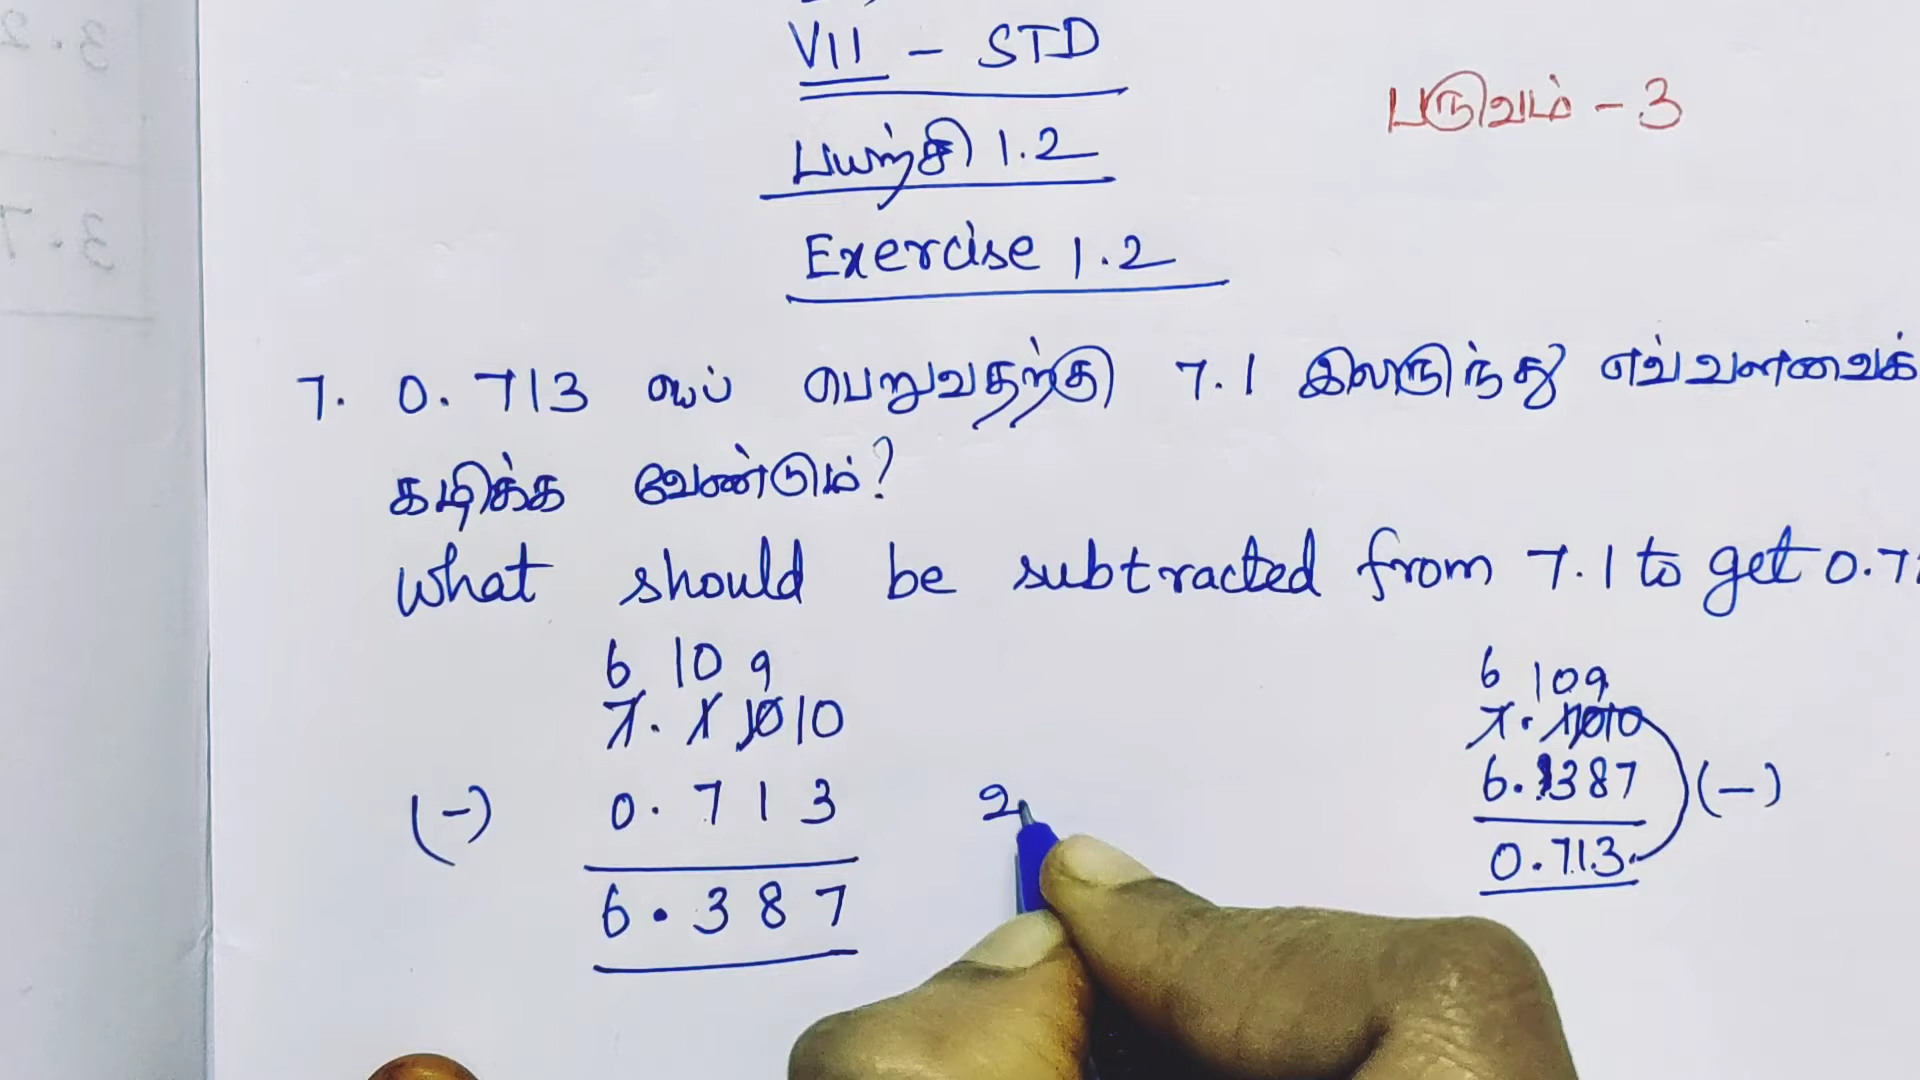 VII - STD
பருவம் - 3
பயிற்சி 1.2
Exercise 1.2
7. 0.713 ஐப் பெறுவதற்கு 7.1 இலிருந்து எவ்வளவைக்
கழிக்க வேண்டும்?
What should be subtracted from 7.1 to get 0.71
6 10 9
7. 1 10 10
(-) 0.713
6.387
6 10 9
7.1 10 10
6.387 (-)
0.713